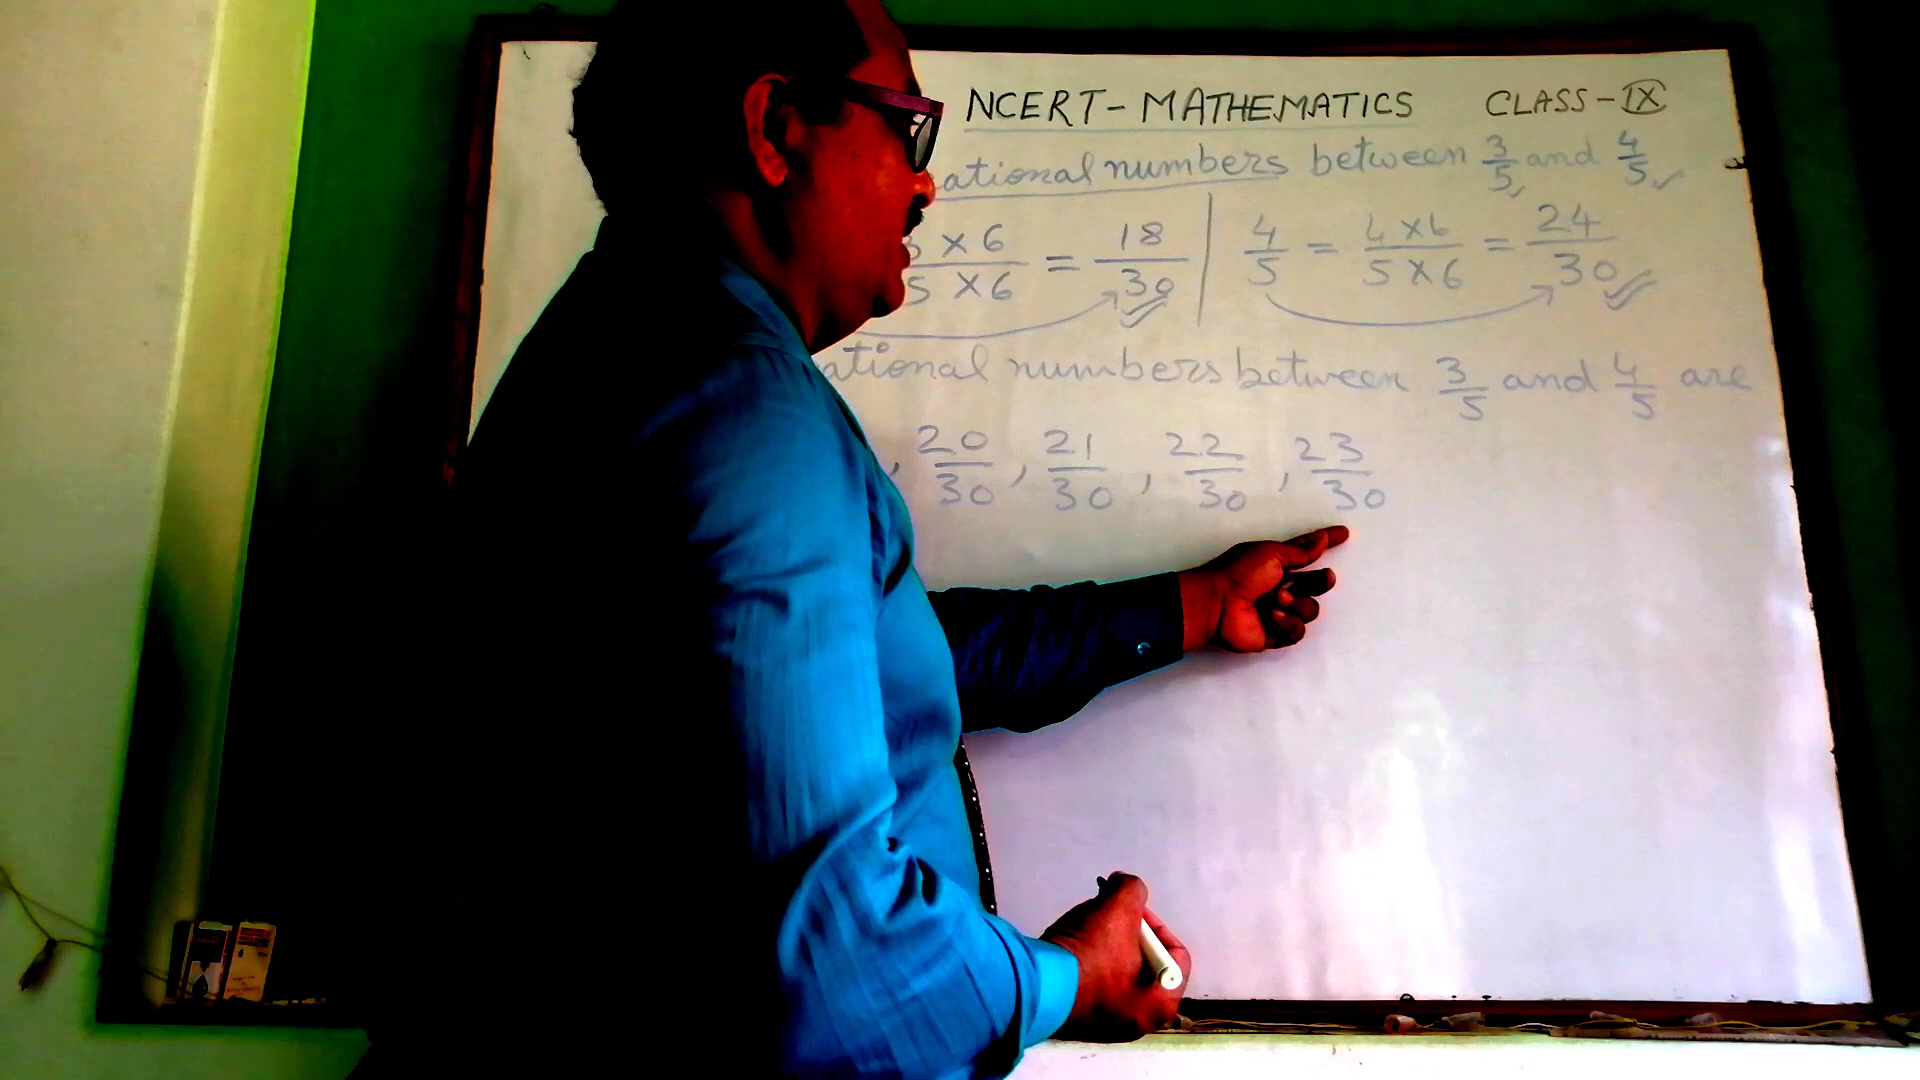 NCERT - MATHEMATICS CLASS - IX
ational numbers between 3/5 and 4/5
3 × 6 / 5 × 6 = 18/30 | 4/5 = 4 × 6 / 5 × 6 = 24/30
ational numbers between 3/5 and 4/5 are
, 20/30, 21/30, 22/30, 23/30